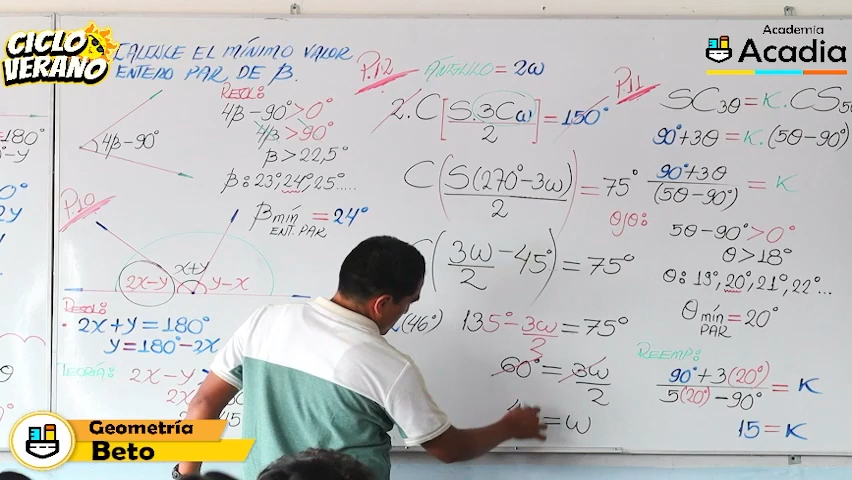 CICLO VERANO
CALCULE EL MÍNIMO VALOR
ENTERO PAR DE β.
4β-90°
RESOL:
4β-90°>0°
4β>90°
β>22,5°
β: 23°, 24°, 25°.....
β mín ENT. PAR = 24°
P.10
2x-y
x+y
y-x
RESOL:
2x+y=180°
y=180°-2x
TEORÍA: 2x-y
P.12
ÁNGULO = 2ω
2.C[S.3Cω/2]=150°
C(S(270°-3ω)/2)=75°
C(3ω/2-45°)=75°
(46°)
135°-3ω/2=75°
60°=3ω/2
=ω
P.11
SC3θ=K.CS5θ
90°+3θ=K.(5θ-90°)
(90°+3θ)/(5θ-90°)=K
ojo:
5θ-90°>0°
θ>18°
θ: 19°, 20°, 21°, 22°...
θ mín PAR = 20°
REEMP:
(90°+3(20°))/(5(20°)-90°)=K
15=K
Academia
Acadia
Geometría
Beto